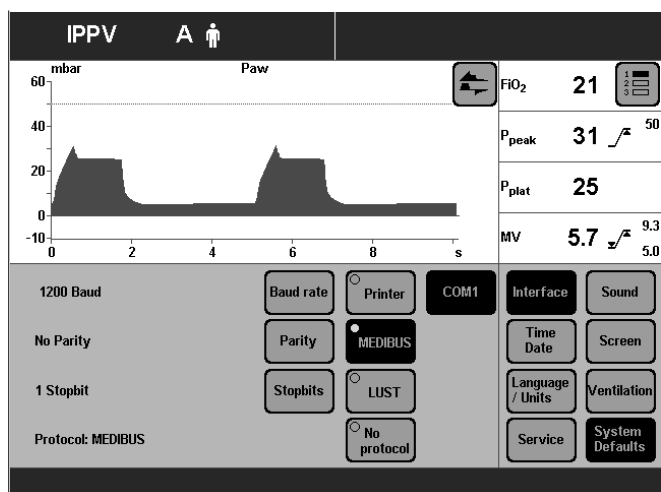 IPPV A
mbar Paw
60
40
20
0
-10
0 2 4 6 8 s
FiO2 21 1 2 3
Ppeak 31 50
Pplat 25
MV 5.7 9.3
5.0
1200 Baud Baud rate Printer COM1 Interface Sound
No Parity Parity MEDIBUS Time Date Screen
1 Stopbit Stopbits LUST Language / Units Ventilation
Protocol: MEDIBUS No protocol Service System Defaults